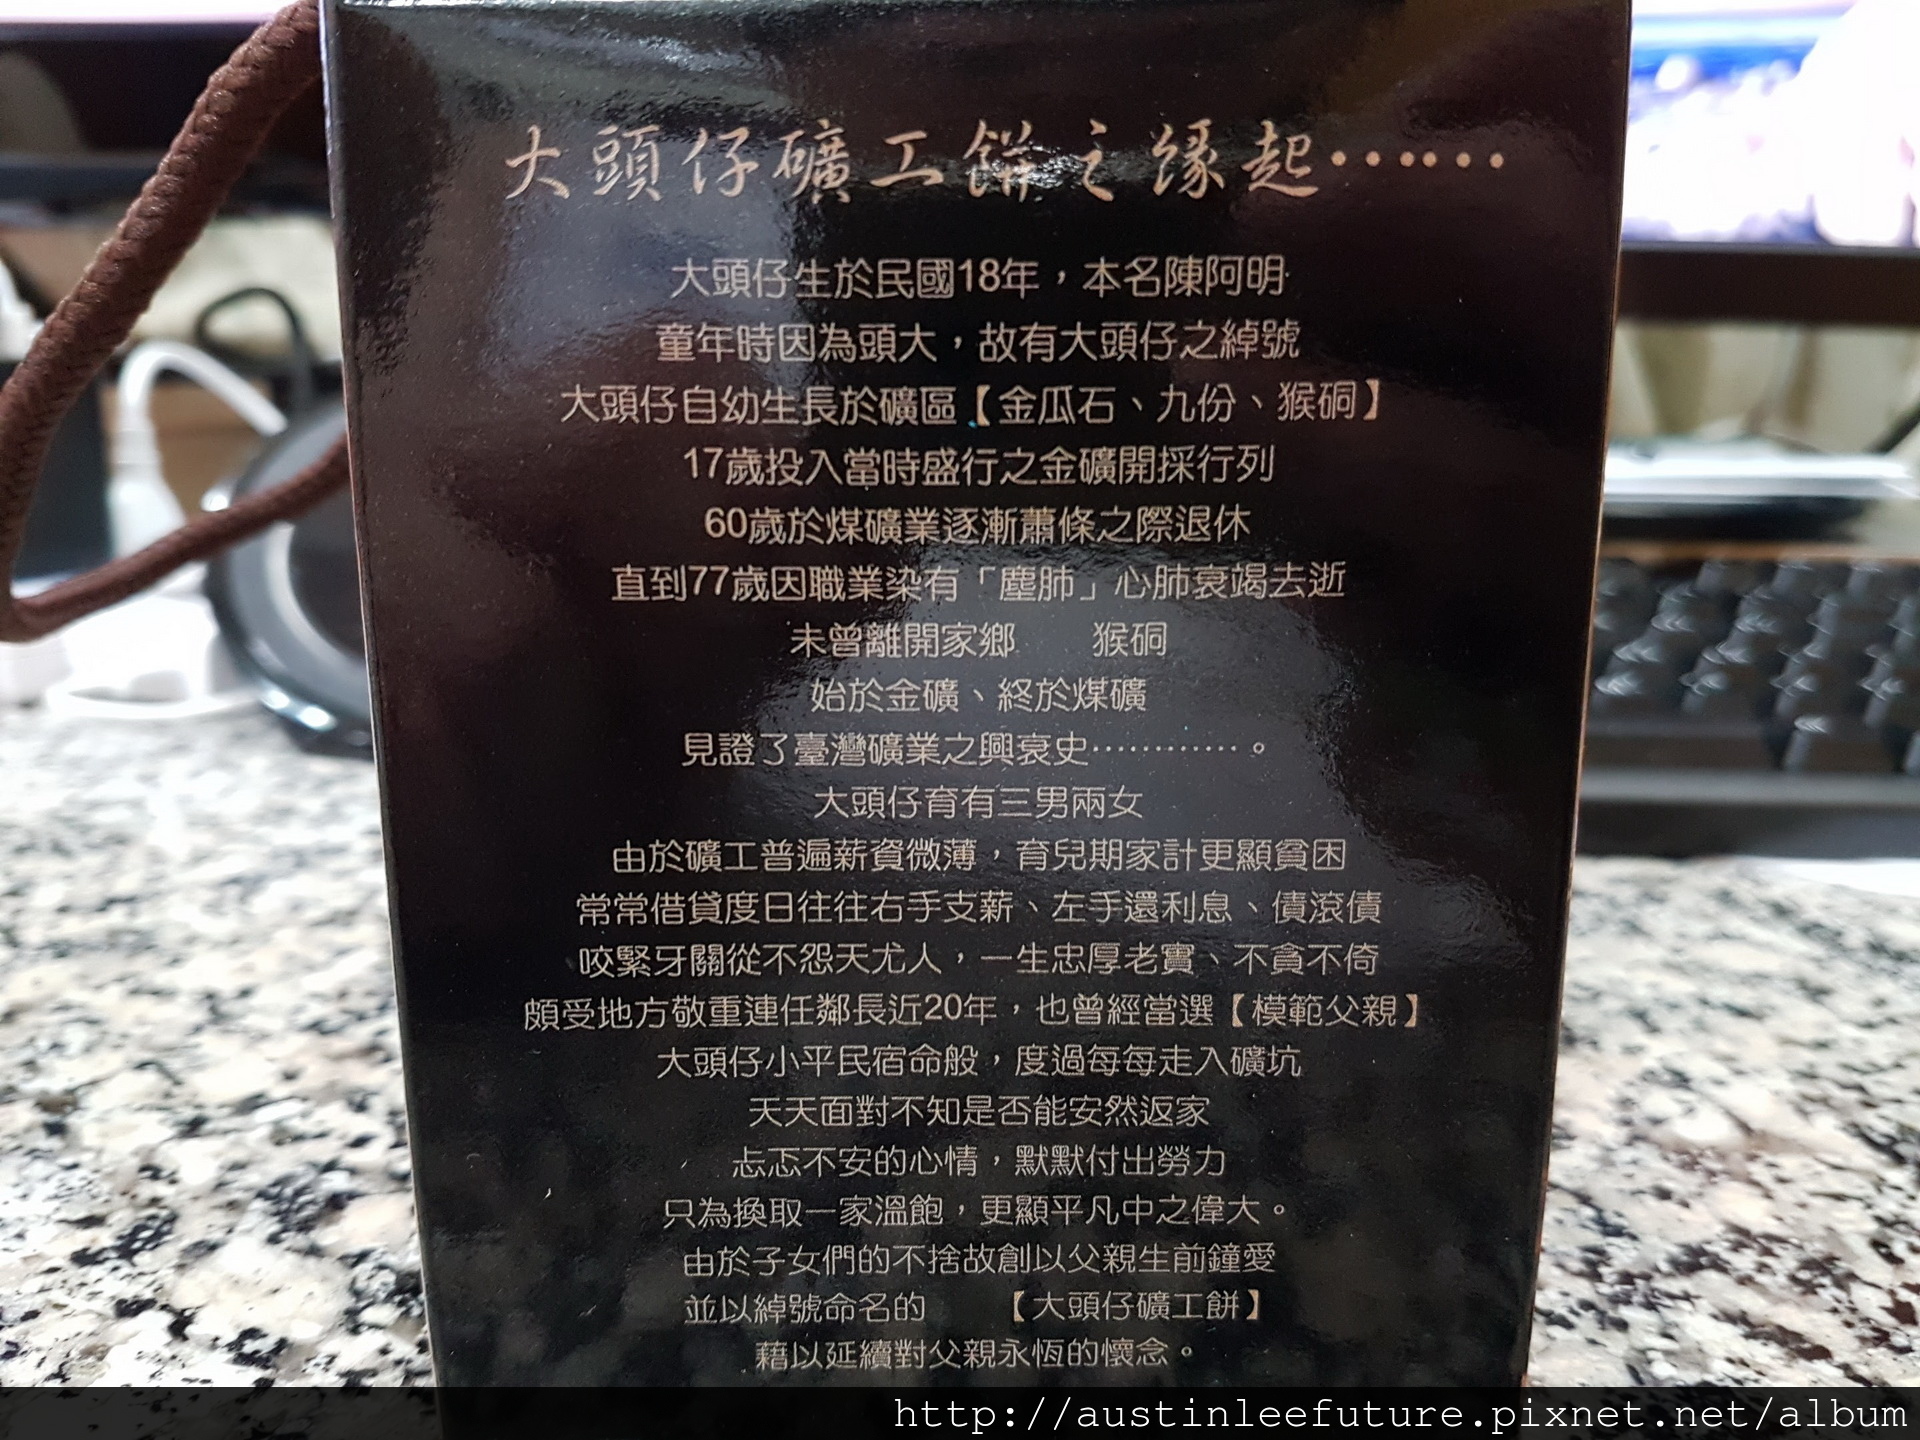 大頭仔礦工餅之緣起……
大頭仔生於民國18年，本名陳阿明
童年時因為頭大，故有大頭仔之綽號
大頭仔自幼生長於礦區【金瓜石、九份、猴硐】
17歲投入當時盛行之金礦開採行列
60歲於煤礦業逐漸蕭條之際退休
直到77歲因職業染有「塵肺」心肺衰竭去逝
未曾離開家鄉　　猴硐
始於金礦、終於煤礦
見證了臺灣礦業之興衰史…………。
大頭仔育有三男兩女
由於礦工普遍薪資微薄，育兒期家計更顯貧困
常常借貸度日往往右手支薪、左手還利息、債滾債
咬緊牙關從不怨天尤人，一生忠厚老實、不貪不倚
頗受地方敬重連任鄰長近20年，也曾經當選【模範父親】
大頭仔小平民宿命般，度過每每走入礦坑
天天面對不知是否能安然返家
忐忑不安的心情，默默付出勞力
只為換取一家溫飽，更顯平凡中之偉大。
由於子女們的不捨故創以父親生前鐘愛
並以綽號命名的　　【大頭仔礦工餅】
藉以延續對父親永恆的懷念。
http://austinleefuture.pixnet.net/album